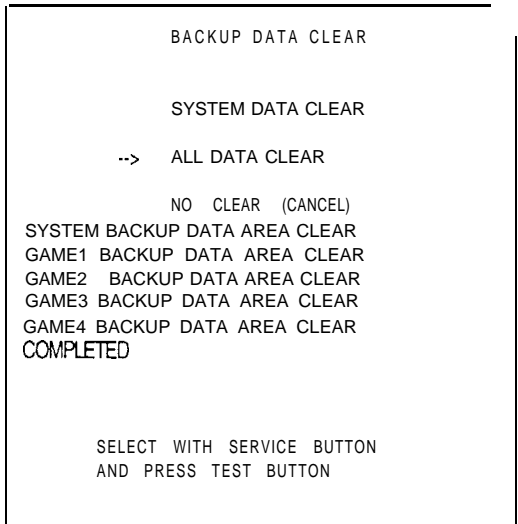 BACKUP DATA CLEAR
SYSTEM DATA CLEAR
--> ALL DATA CLEAR
NO CLEAR (CANCEL)
SYSTEM BACKUP DATA AREA CLEAR
GAME1 BACKUP DATA AREA CLEAR
GAME2 BACKUP DATA AREA CLEAR
GAME3 BACKUP DATA AREA CLEAR
GAME4 BACKUP DATA AREA CLEAR
COMPLETED
SELECT WITH SERVICE BUTTON
AND PRESS TEST BUTTON